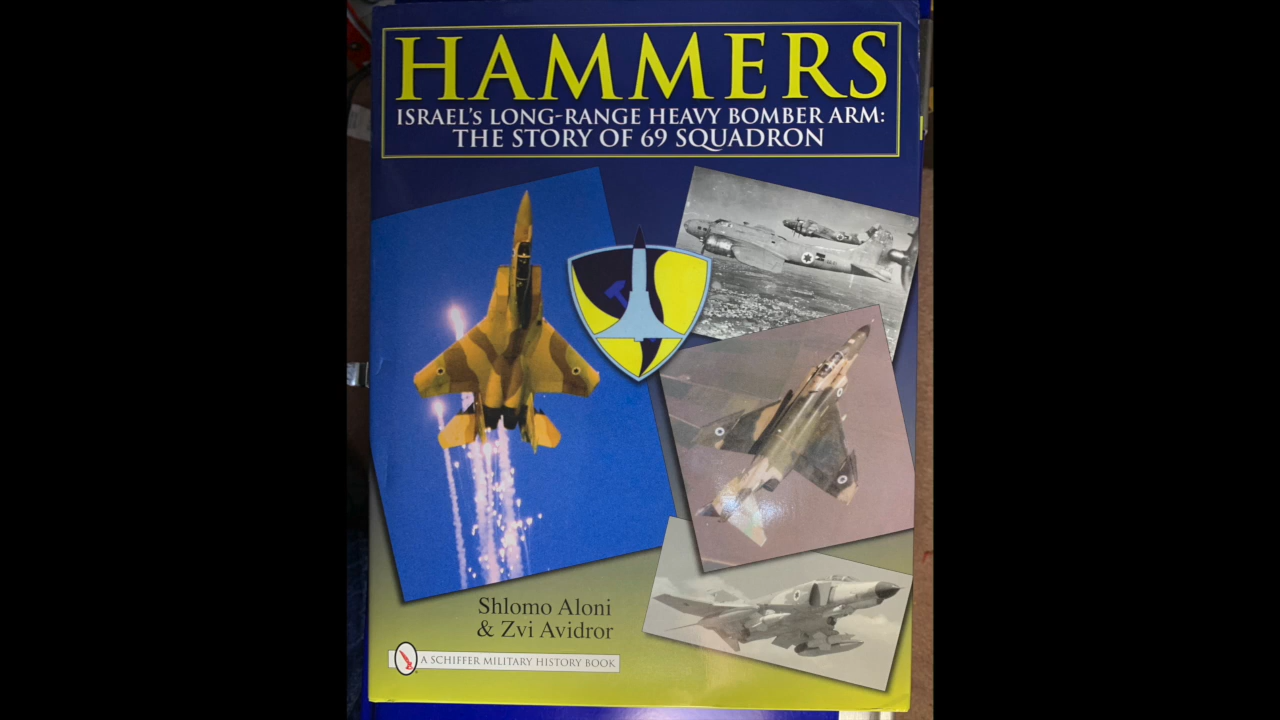 HAMMERS
ISRAEL'S LONG-RANGE HEAVY BOMBER ARM:
THE STORY OF 69 SQUADRON
Shlomo Aloni
& Zvi Avidror
A SCHIFFER MILITARY HISTORY BOOK